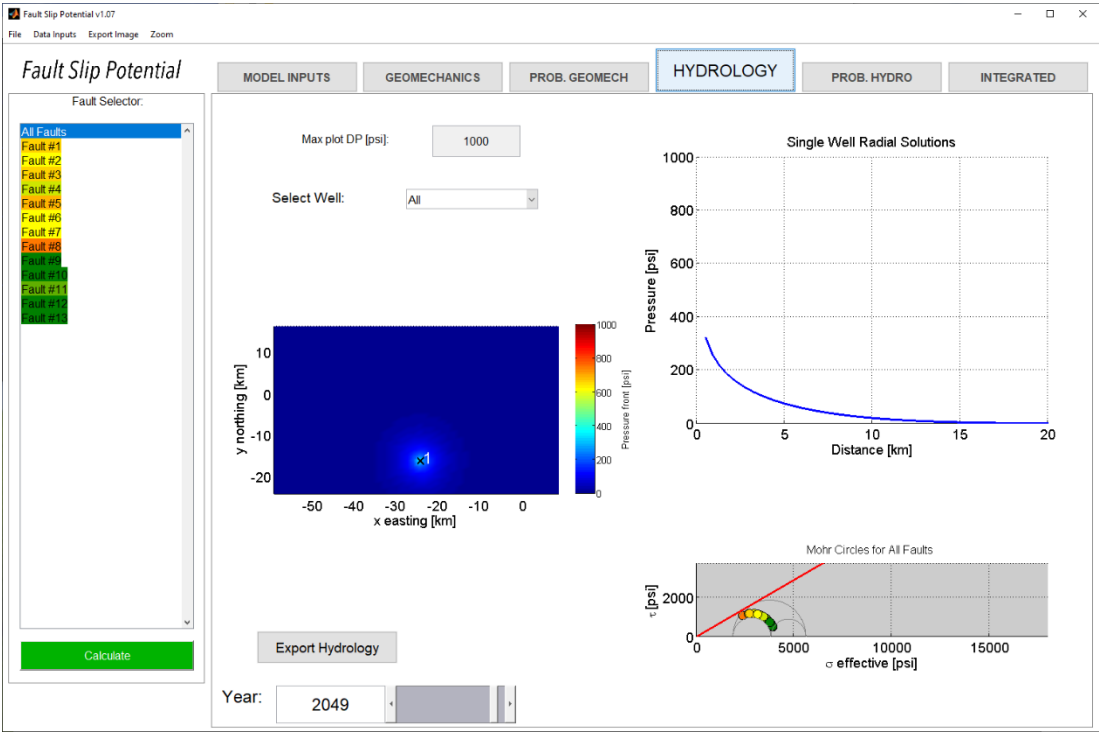 Fault Slip Potential v1.07
File Data Inputs Export Image Zoom
Fault Slip Potential
MODEL INPUTS
GEOMECHANICS
PROB. GEOMECH
HYDROLOGY
PROB. HYDRO
INTEGRATED
Fault Selector:
All Faults
Fault #1
Fault #2
Fault #3
Fault #4
Fault #5
Fault #6
Fault #7
Fault #8
Fault #9
Fault #10
Fault #11
Fault #12
Fault #13
Calculate
Max plot DP [psi]:
1000
Select Well:
All
y northing [km]
10
0
-10
-20
1
-50 -40 -30 -20 -10 0
x easting [km]
1000
800
600
400
200
0
Pressure front [psi]
Export Hydrology
Year:
2049
Single Well Radial Solutions
Pressure [psi]
1000
800
600
400
200
0
0 5 10 15 20
Distance [km]
Mohr Circles for All Faults
τ [psi]
2000
0
0 5000 10000 15000
σ effective [psi]